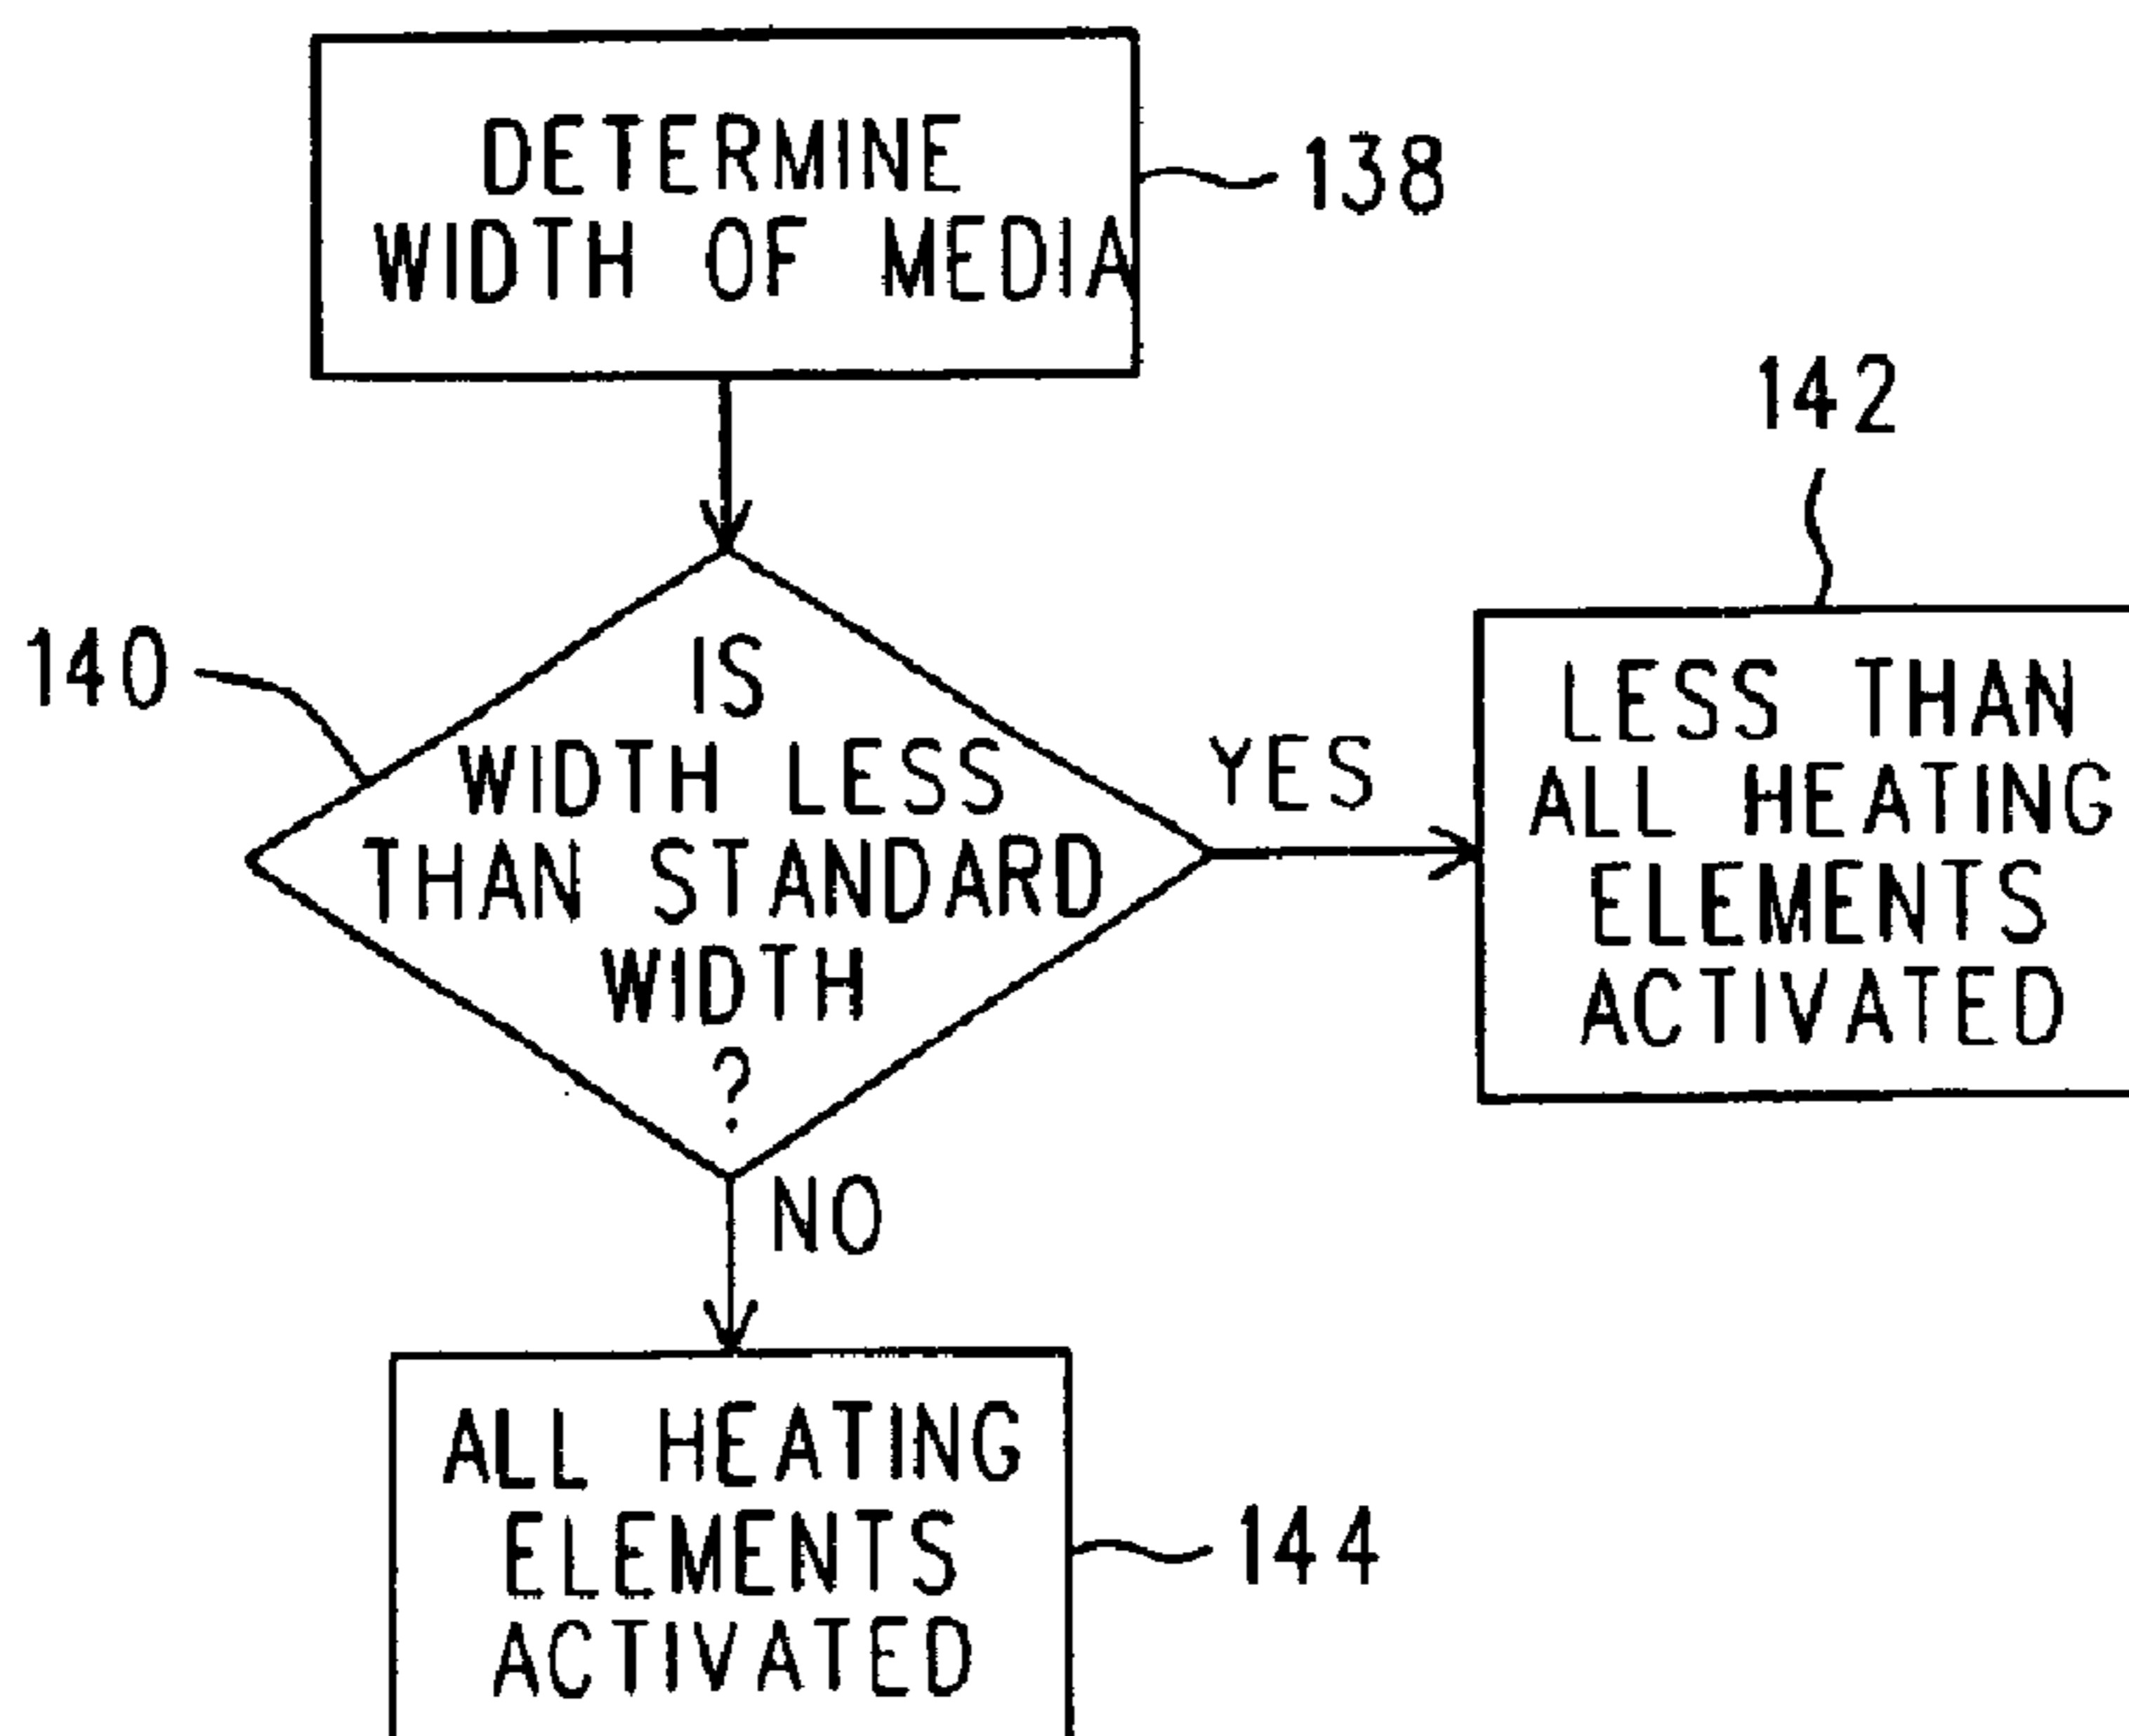 DETERMINE
WIDTH OF MEDIA
138
142
140
IS
WIDTH LESS
THAN STANDARD
WIDTH
?
YES
LESS THAN
ALL HEATING
ELEMENTS
ACTIVATED
NO
ALL HEATING
ELEMENTS
ACTIVATED
144